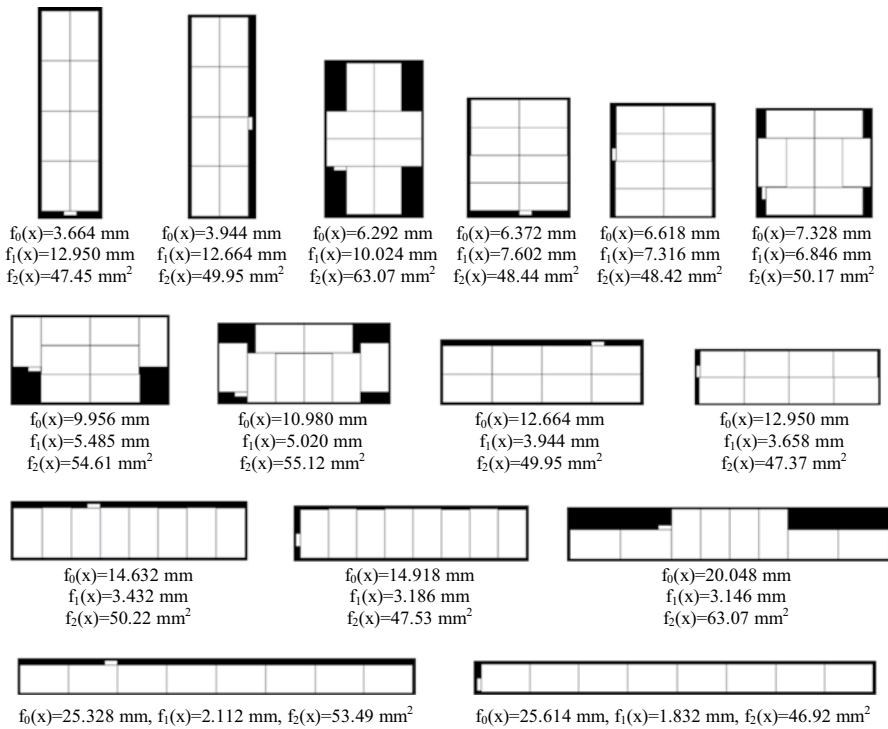 f₀(x)=3.664 mm
f₁(x)=12.950 mm
f₂(x)=47.45 mm²
f₀(x)=3.944 mm
f₁(x)=12.664 mm
f₂(x)=49.95 mm²
f₀(x)=6.292 mm
f₁(x)=10.024 mm
f₂(x)=63.07 mm²
f₀(x)=6.372 mm
f₁(x)=7.602 mm
f₂(x)=48.44 mm²
f₀(x)=6.618 mm
f₁(x)=7.316 mm
f₂(x)=48.42 mm²
f₀(x)=7.328 mm
f₁(x)=6.846 mm
f₂(x)=50.17 mm²
f₀(x)=9.956 mm
f₁(x)=5.485 mm
f₂(x)=54.61 mm²
f₀(x)=10.980 mm
f₁(x)=5.020 mm
f₂(x)=55.12 mm²
f₀(x)=12.664 mm
f₁(x)=3.944 mm
f₂(x)=49.95 mm²
f₀(x)=12.950 mm
f₁(x)=3.658 mm
f₂(x)=47.37 mm²
f₀(x)=14.632 mm
f₁(x)=3.432 mm
f₂(x)=50.22 mm²
f₀(x)=14.918 mm
f₁(x)=3.186 mm
f₂(x)=47.53 mm²
f₀(x)=20.048 mm
f₁(x)=3.146 mm
f₂(x)=63.07 mm²
f₀(x)=25.328 mm, f₁(x)=2.112 mm, f₂(x)=53.49 mm²
f₀(x)=25.614 mm, f₁(x)=1.832 mm, f₂(x)=46.92 mm²